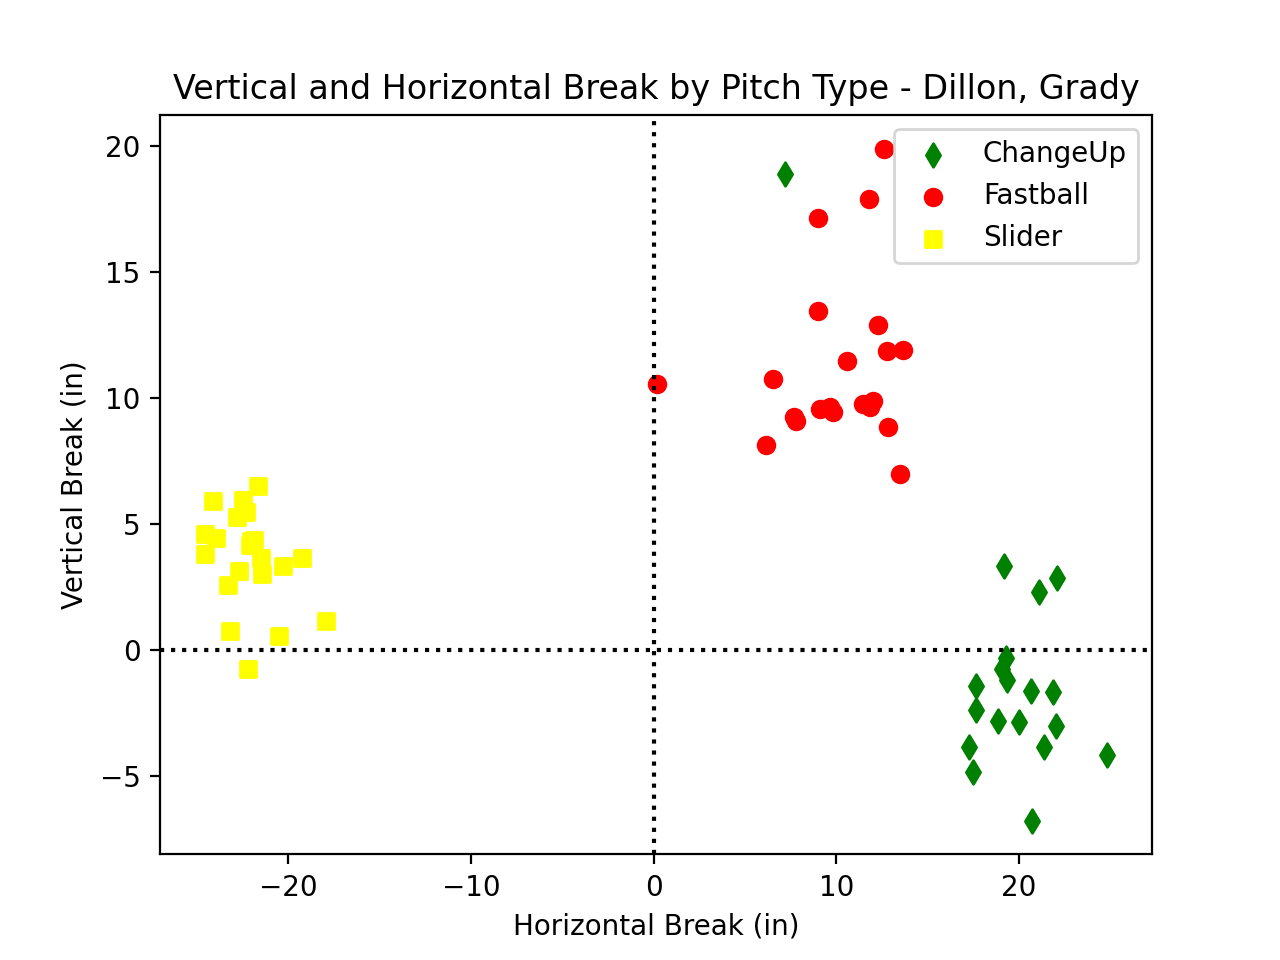 Vertical and Horizontal Break by Pitch Type - Dillon, Grady
ChangeUp
Fastball
Slider
20
15
10
5
0
−5
Vertical Break (in)
−20
−10
0
10
20
Horizontal Break (in)